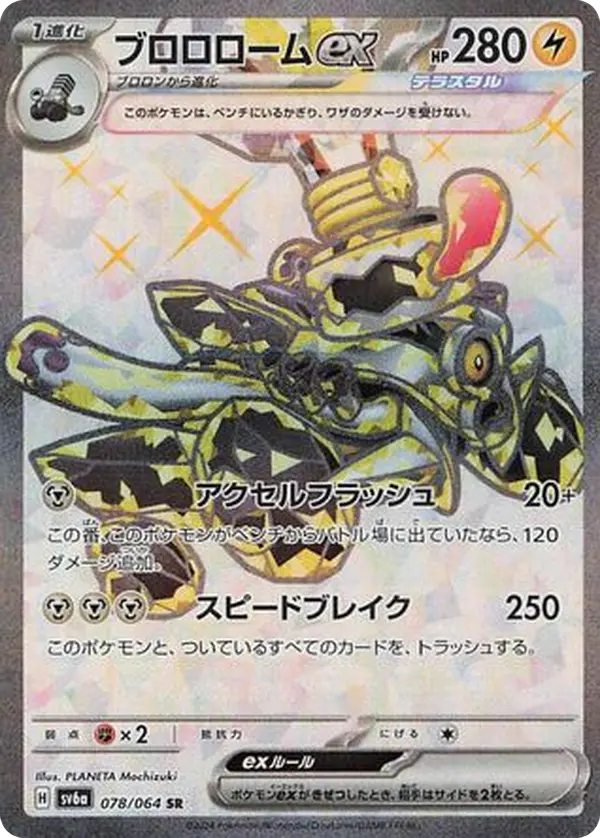 1進化
ブロロロームex
HP 280
ブロロンから進化
テラスタル
このポケモンは、ベンチにいるかぎり、ワザのダメージを受けない。
アクセルフラッシュ 20+
この番、このポケモンがベンチからバトル場に出ていたなら、120
ダメージ追加。
スピードブレイク 250
このポケモンと、ついているすべてのカードを、トラッシュする。
弱点 ×2 抵抗力 にげる
exルール
ポケモンexがきぜつしたとき、相手はサイドを2枚とる。
Illus. PLANETA Mochizuki
H sv6a 078/064 SR